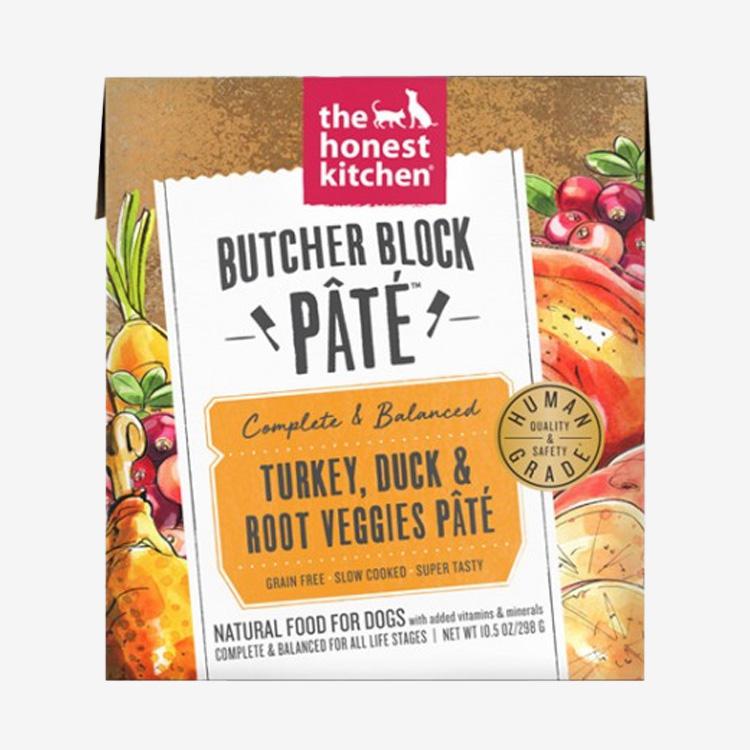 the
honest
kitchen®
BUTCHER BLOCK
PÂTÉ™
Complete & Balanced
TURKEY, DUCK &
ROOT VEGGIES PÂTÉ
GRAIN FREE · SLOW COOKED · SUPER TASTY
HUMAN
QUALITY
&
SAFETY
GRADE
NATURAL FOOD FOR DOGS with added vitamins & minerals
COMPLETE & BALANCED FOR ALL LIFE STAGES | NET WT 10.5 OZ/298 G